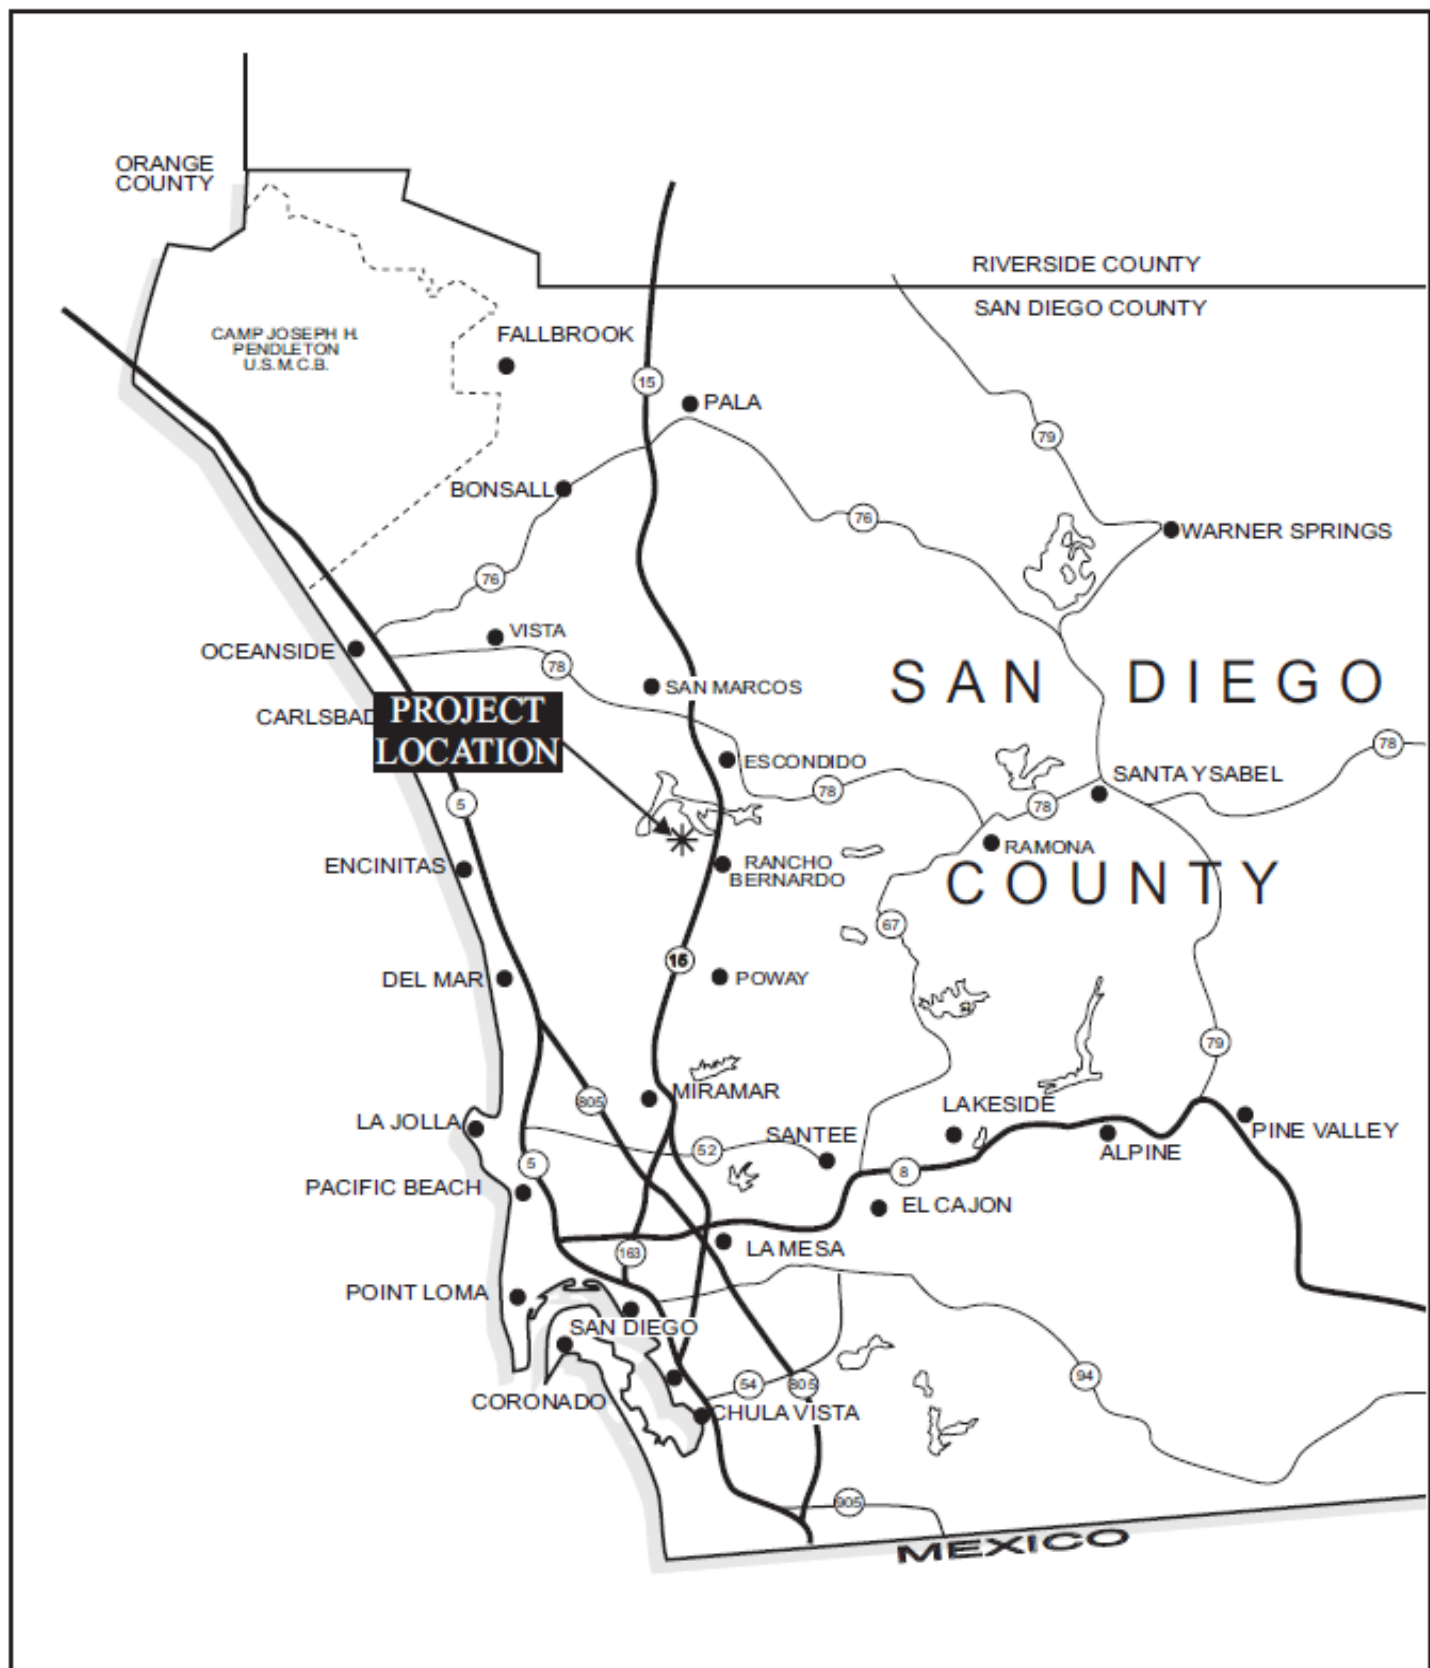 ORANGE
COUNTY
RIVERSIDE COUNTY
SAN DIEGO COUNTY
CAMP JOSEPH H.
PENDLETON
U.S.M.C.B.
FALLBROOK
15
PALA
79
BONSALL
76
WARNER SPRINGS
76
VISTA
OCEANSIDE
78
SAN MARCOS
SAN DIEGO
CARLSBAD
PROJECT
LOCATION
78
ESCONDIDO
SANTA YSABEL
78
78
5
RAMONA
ENCINITAS
RANCHO
BERNARDO
COUNTY
67
15
DEL MAR
POWAY
79
MIRAMAR
805
LAKESIDE
LA JOLLA
PINE VALLEY
52
SANTEE
ALPINE
5
8
PACIFIC BEACH
EL CAJON
163
LA MESA
POINT LOMA
SAN DIEGO
94
54
805
CORONADO
CHULA VISTA
905
MEXICO